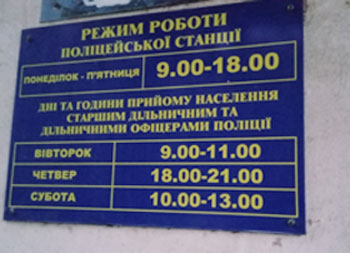 РЕЖИМ РОБОТИ
ПОЛІЦЕЙСЬКОЇ СТАНЦІЇ
ПОНЕДІЛОК - П'ЯТНИЦЯ 9.00-18.00
ДНІ ТА ГОДИНИ ПРИЙОМУ НАСЕЛЕННЯ
СТАРШИМ ДІЛЬНИЧИМ ТА
ДІЛЬНИЧНИМИ ОФІЦЕРАМИ ПОЛІЦІЇ
ВІВТОРОК 9.00-11.00
ЧЕТВЕР 18.00-21.00
СУБОТА 10.00-13.00